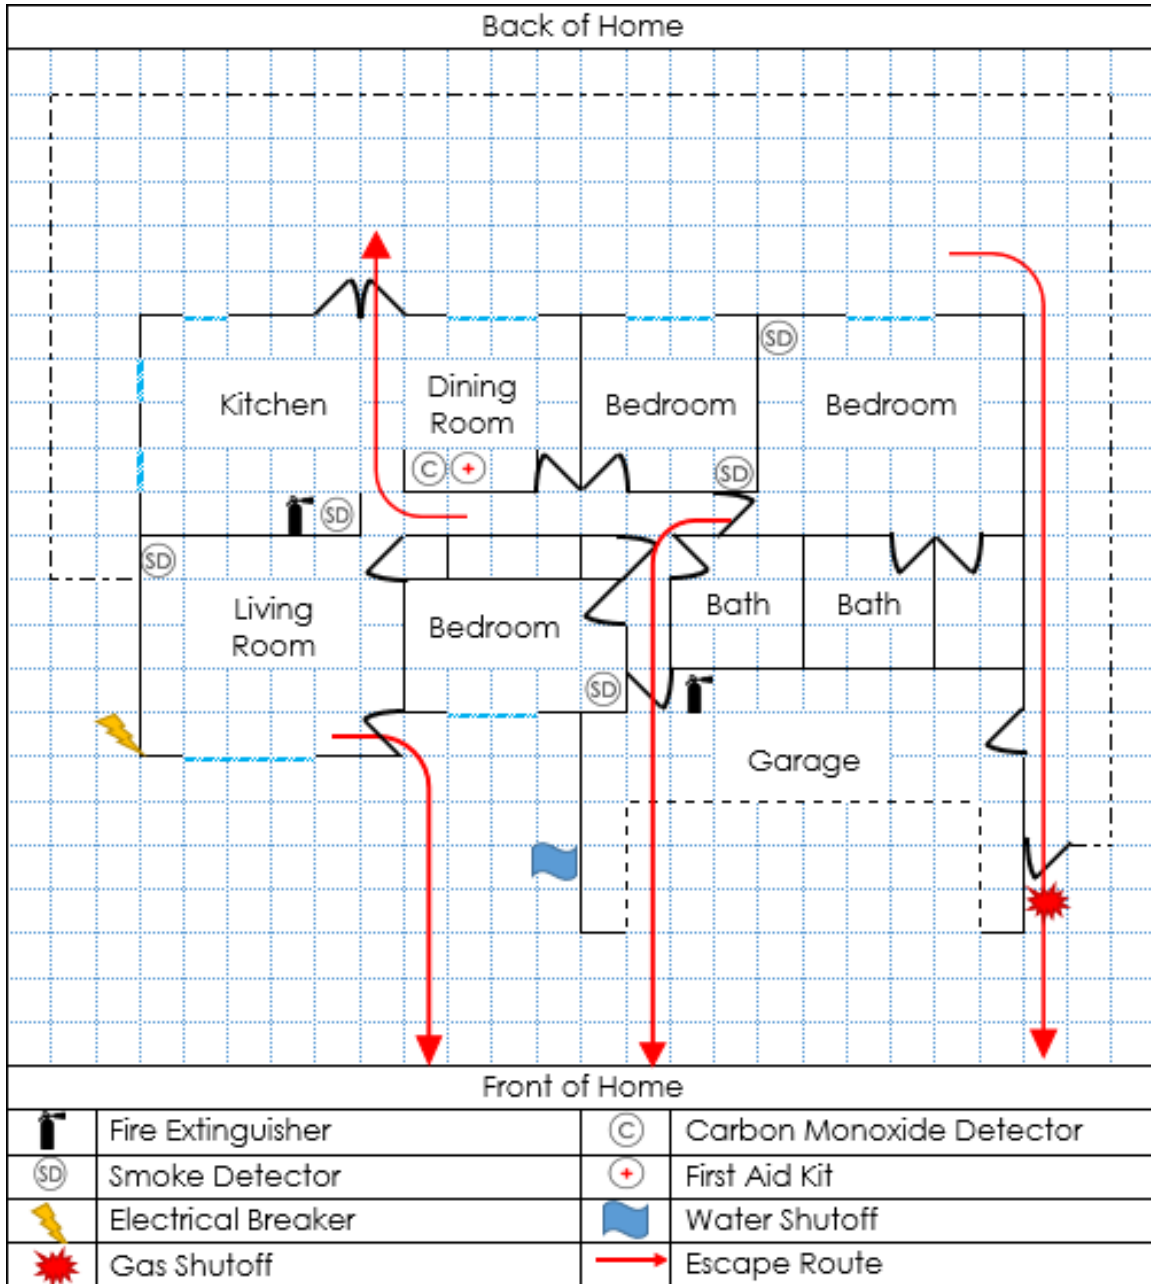 Back of Home
SD
Kitchen
Dining
Room
Bedroom
Bedroom
C
SD
SD
SD
Living
Room
Bedroom
Bath
Bath
SD
Garage
Front of Home
Fire Extinguisher
C
Carbon Monoxide Detector
SD
Smoke Detector
First Aid Kit
Electrical Breaker
Water Shutoff
Gas Shutoff
Escape Route